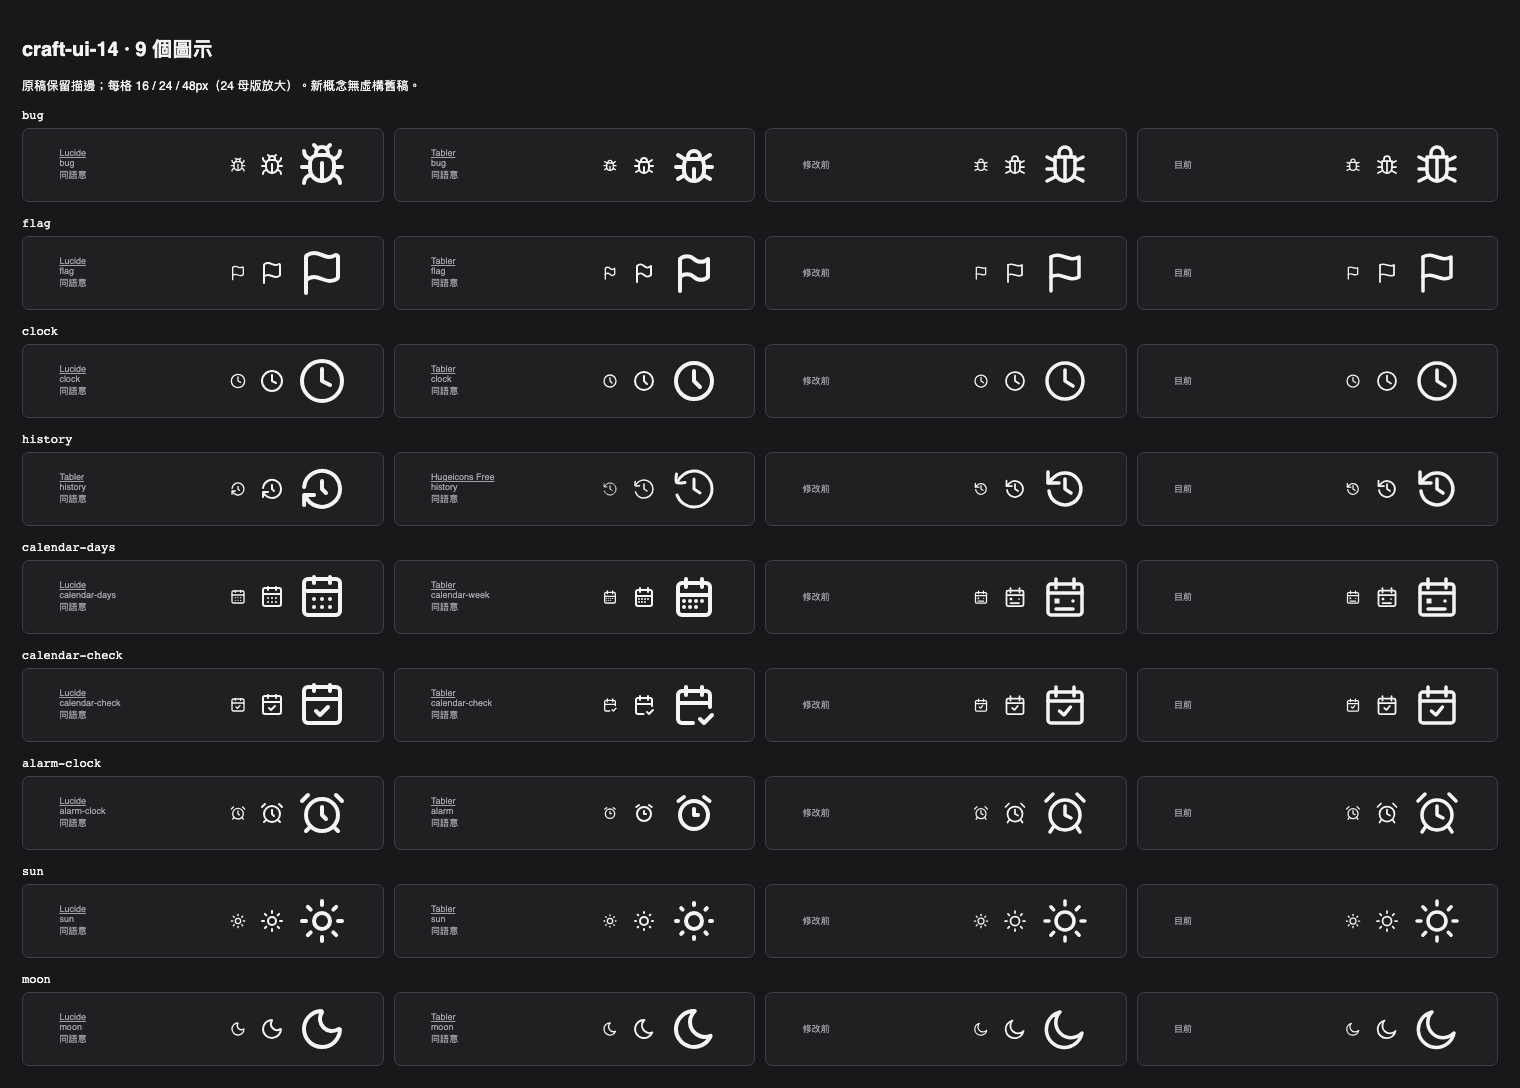 craft-ui-14 · 9 個圖示
原稿保留描邊；每格 16 / 24 / 48px（24 母版放大）。新概念無虛構舊稿。
bug
Lucide
bug
同語意
Tabler
bug
同語意
修改前
目前
flag
Lucide
flag
同語意
Tabler
flag
同語意
修改前
目前
clock
Lucide
clock
同語意
Tabler
clock
同語意
修改前
目前
history
Tabler
history
同語意
Hugeicons Free
history
同語意
修改前
目前
calendar-days
Lucide
calendar-days
同語意
Tabler
calendar-week
同語意
修改前
目前
calendar-check
Lucide
calendar-check
同語意
Tabler
calendar-check
同語意
修改前
目前
alarm-clock
Lucide
alarm-clock
同語意
Tabler
alarm
同語意
修改前
目前
sun
Lucide
sun
同語意
Tabler
sun
同語意
修改前
目前
moon
Lucide
moon
同語意
Tabler
moon
同語意
修改前
目前